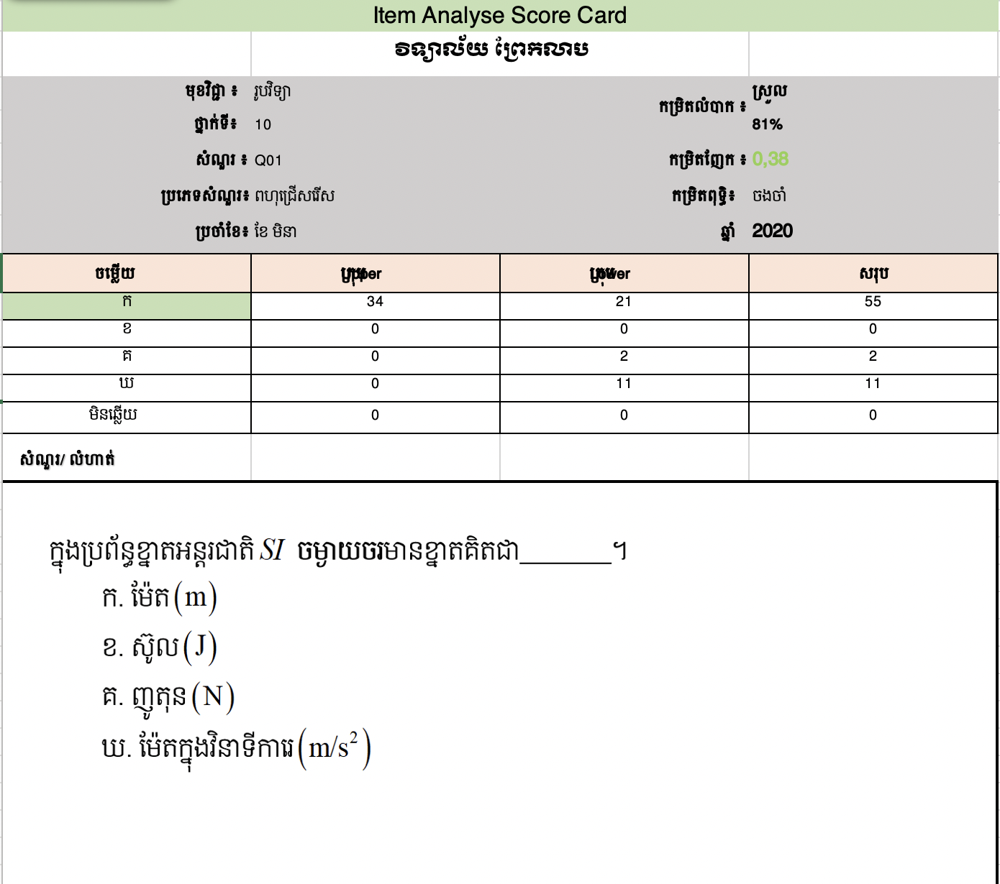 Item Analyse Score Card
វិទ្យាល័យ ព្រែកលាប
មុខវិជ្ជា ៖ រូបវិទ្យា
កម្រិតលំបាក ៖ ស្រួល
ថ្នាក់ទី៖ 10
81%
សំណួរ ៖ Q01
កម្រិតញែក ៖ 0,38
ប្រភេទសំណួរ៖ ពហុជ្រើសរើស
កម្រិតពុទ្ធិ៖ ចងចាំ
ប្រចាំខែ៖ ខែ មិនា
ឆ្នាំ 2020
ចម្លើយ ក្រុមUpper ក្រុមLower សរុប
ក 34 21 55
ខ 0 0 0
គ 0 2 2
ឃ 0 11 11
មិនឆ្លើយ 0 0 0
សំណួរ/ លំហាត់
ក្នុងប្រព័ន្ធខ្នាតអន្តរជាតិ SI ចម្ងាយចរមានខ្នាតគិតជា________។
ក. ម៉ែត(m)
ខ. ស៊ូល(J)
គ. ញូតុន(N)
ឃ. ម៉ែតក្នុងវិនាទីការេ(m/s²)